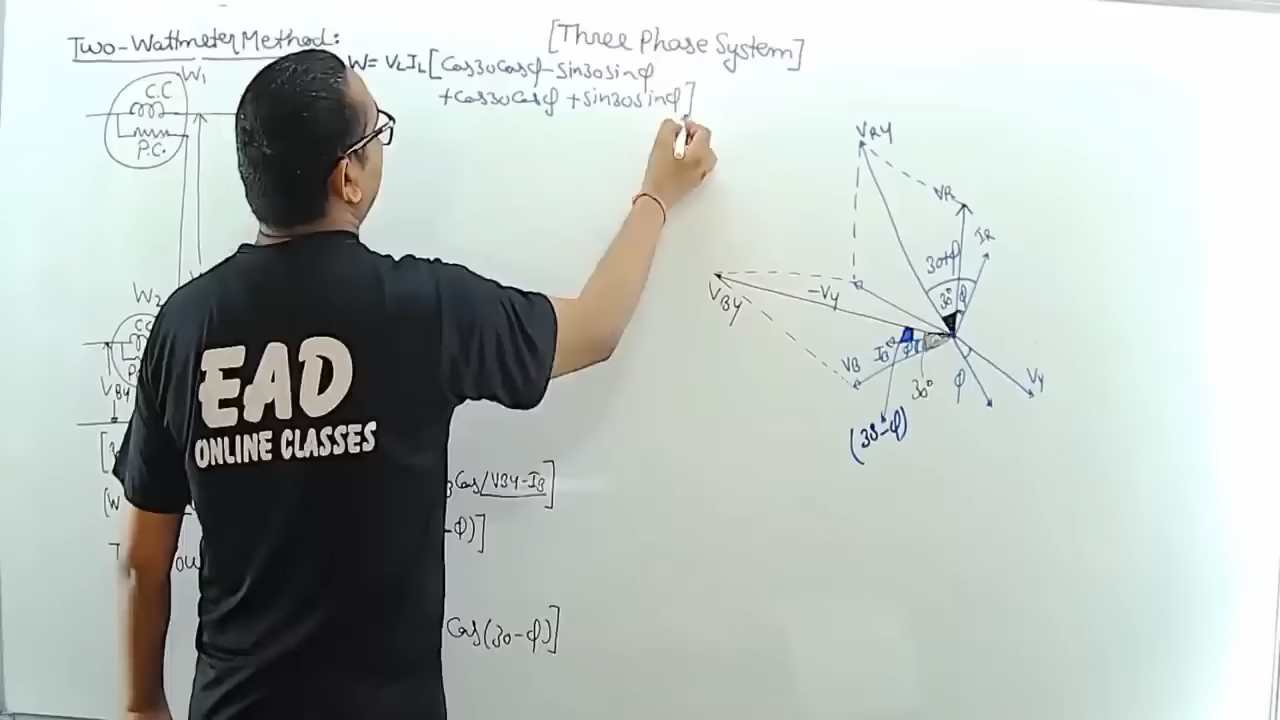 Two-Wattmeter Method:
[Three Phase System]
W = VLIL[Cos30Cosφ-Sin30Sinφ
+Cos30Cosφ+Sin30Sinφ]
W1
C.C
P.C.
W2
CC
VBY
EAD
ONLINE CLASSES
Cos/VBY-IB]
-φ)]
Cos(30-φ)]
VRY
VR
IR
30+φ
30°
φ
-VY
VBY
VB
IB
φ
30°
φ
VY
(30-φ)